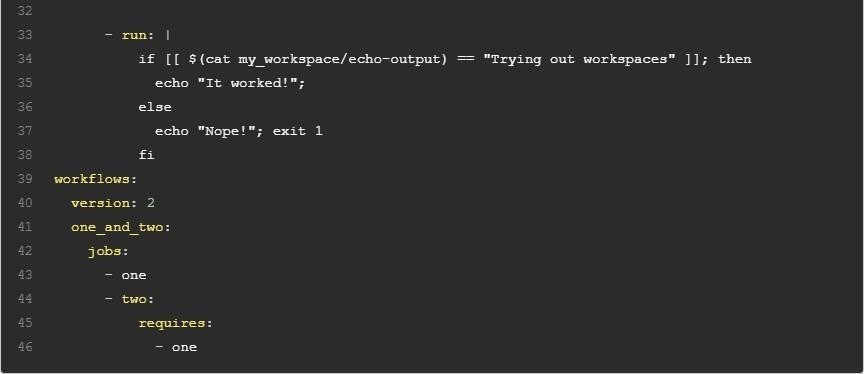 32
33         - run: |
34             if [[ $(cat my_workspace/echo-output) == "Trying out workspaces" ]]; then
35               echo "It worked!";
36             else
37               echo "Nope!"; exit 1
38             fi
39   workflows:
40     version: 2
41     one_and_two:
42       jobs:
43         - one
44         - two:
45             requires:
46               - one